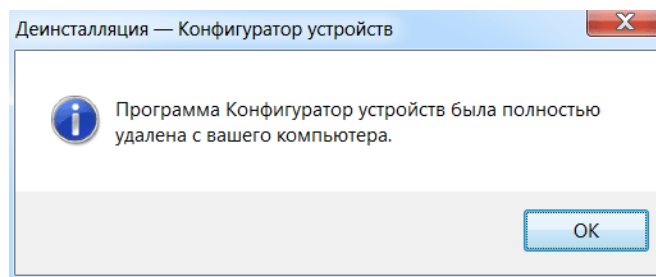 Деинсталляция — Конфигуратор устройств
Программа Конфигуратор устройств была полностью
удалена с вашего компьютера.
OK